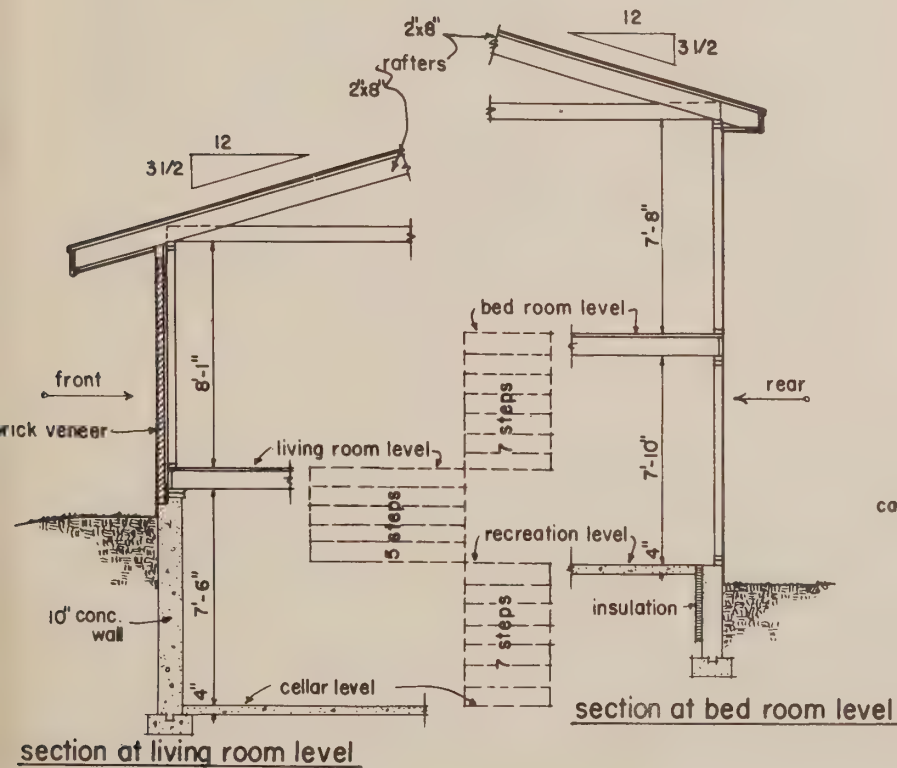 2"x8"
rafters
2"x8"
12
3 1/2
12
3 1/2
7'-8"
8'-1"
front
brick veneer
bed room level
7 steps
rear
living room level
5 steps
7'-10"
recreation level
4"
insulation
7 steps
10" conc.
wall
7'-6"
4"
cellar level
section at bed room level
section at living room level